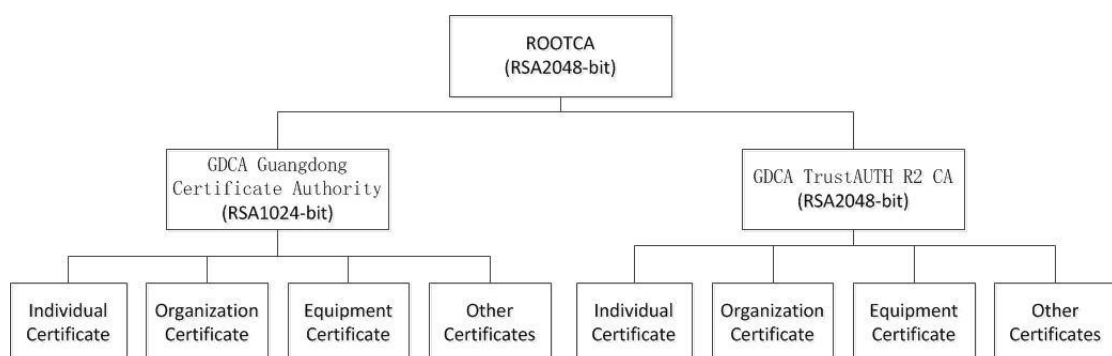 ROOTCA
(RSA2048-bit)
GDCA Guangdong
Certificate Authority
(RSA1024-bit)
GDCA TrustAUTH R2 CA
(RSA2048-bit)
Individual
Certificate
Organization
Certificate
Equipment
Certificate
Other
Certificates
Individual
Certificate
Organization
Certificate
Equipment
Certificate
Other
Certificates